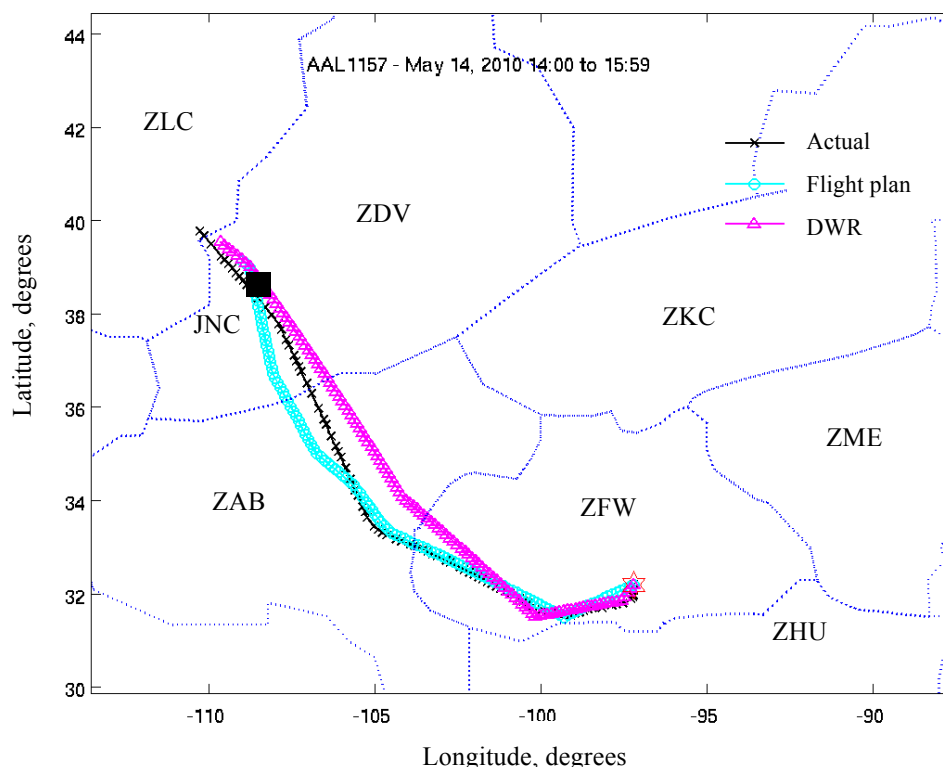 44
AAL1157 - May 14, 2010 14:00 to 15:59
ZLC
42
Actual
Flight plan
ZDV
40
DWR
JNC
38
ZKC
Latitude, degrees
36
ZME
34
ZAB
ZFW
32
ZHU
30
-110
-105
-100
-95
-90
Longitude, degrees